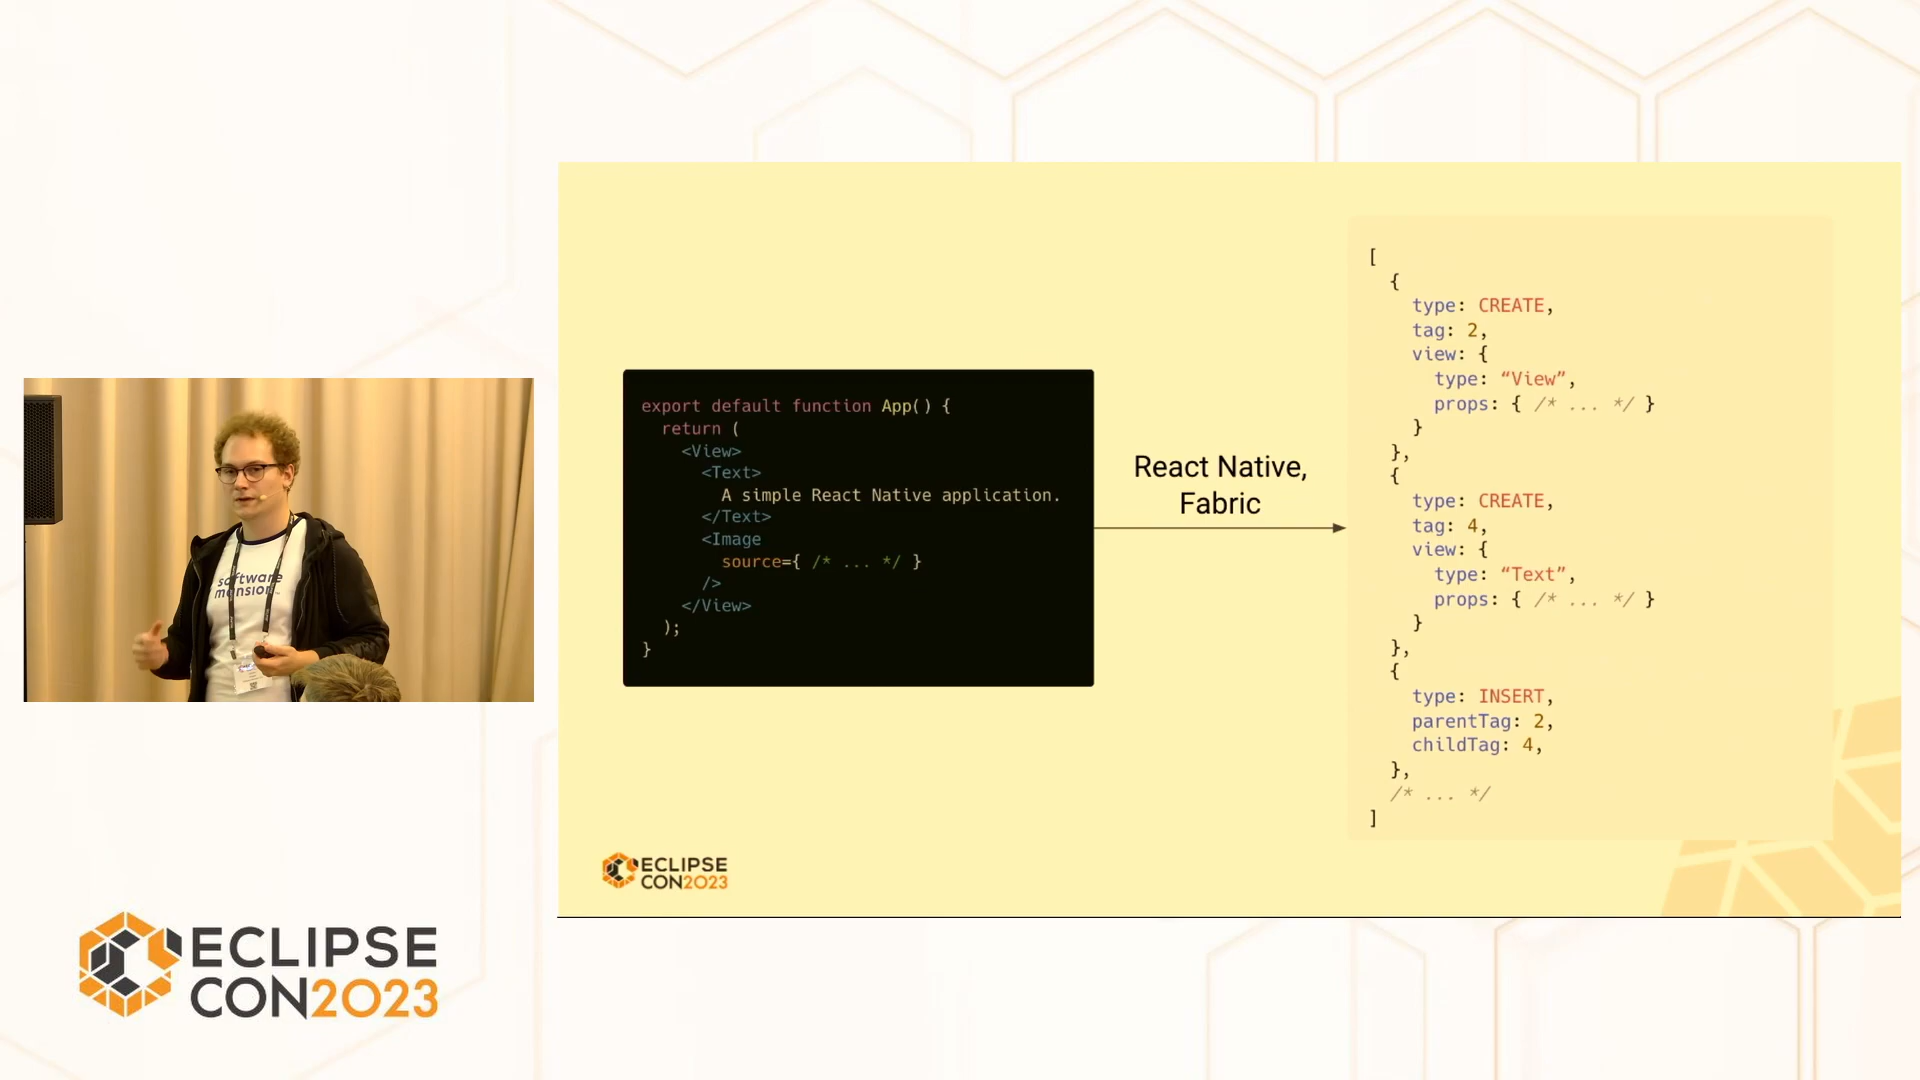 export default function App() {
return (
<View>
<Text>
A simple React Native application.
</Text>
<Image
source={ /* ... */ }
/>
</View>
);
}
React Native,
Fabric
[
{
type: CREATE,
tag: 2,
view: {
type: “View”,
props: { /* ... */ }
}
},
{
type: CREATE,
tag: 4,
view: {
type: “Text”,
props: { /* ... */ }
}
},
{
type: INSERT,
parentTag: 2,
childTag: 4,
},
/* ... */
]
ECLIPSE
CON2023
software
mansion
ECLIPSE
CON2023